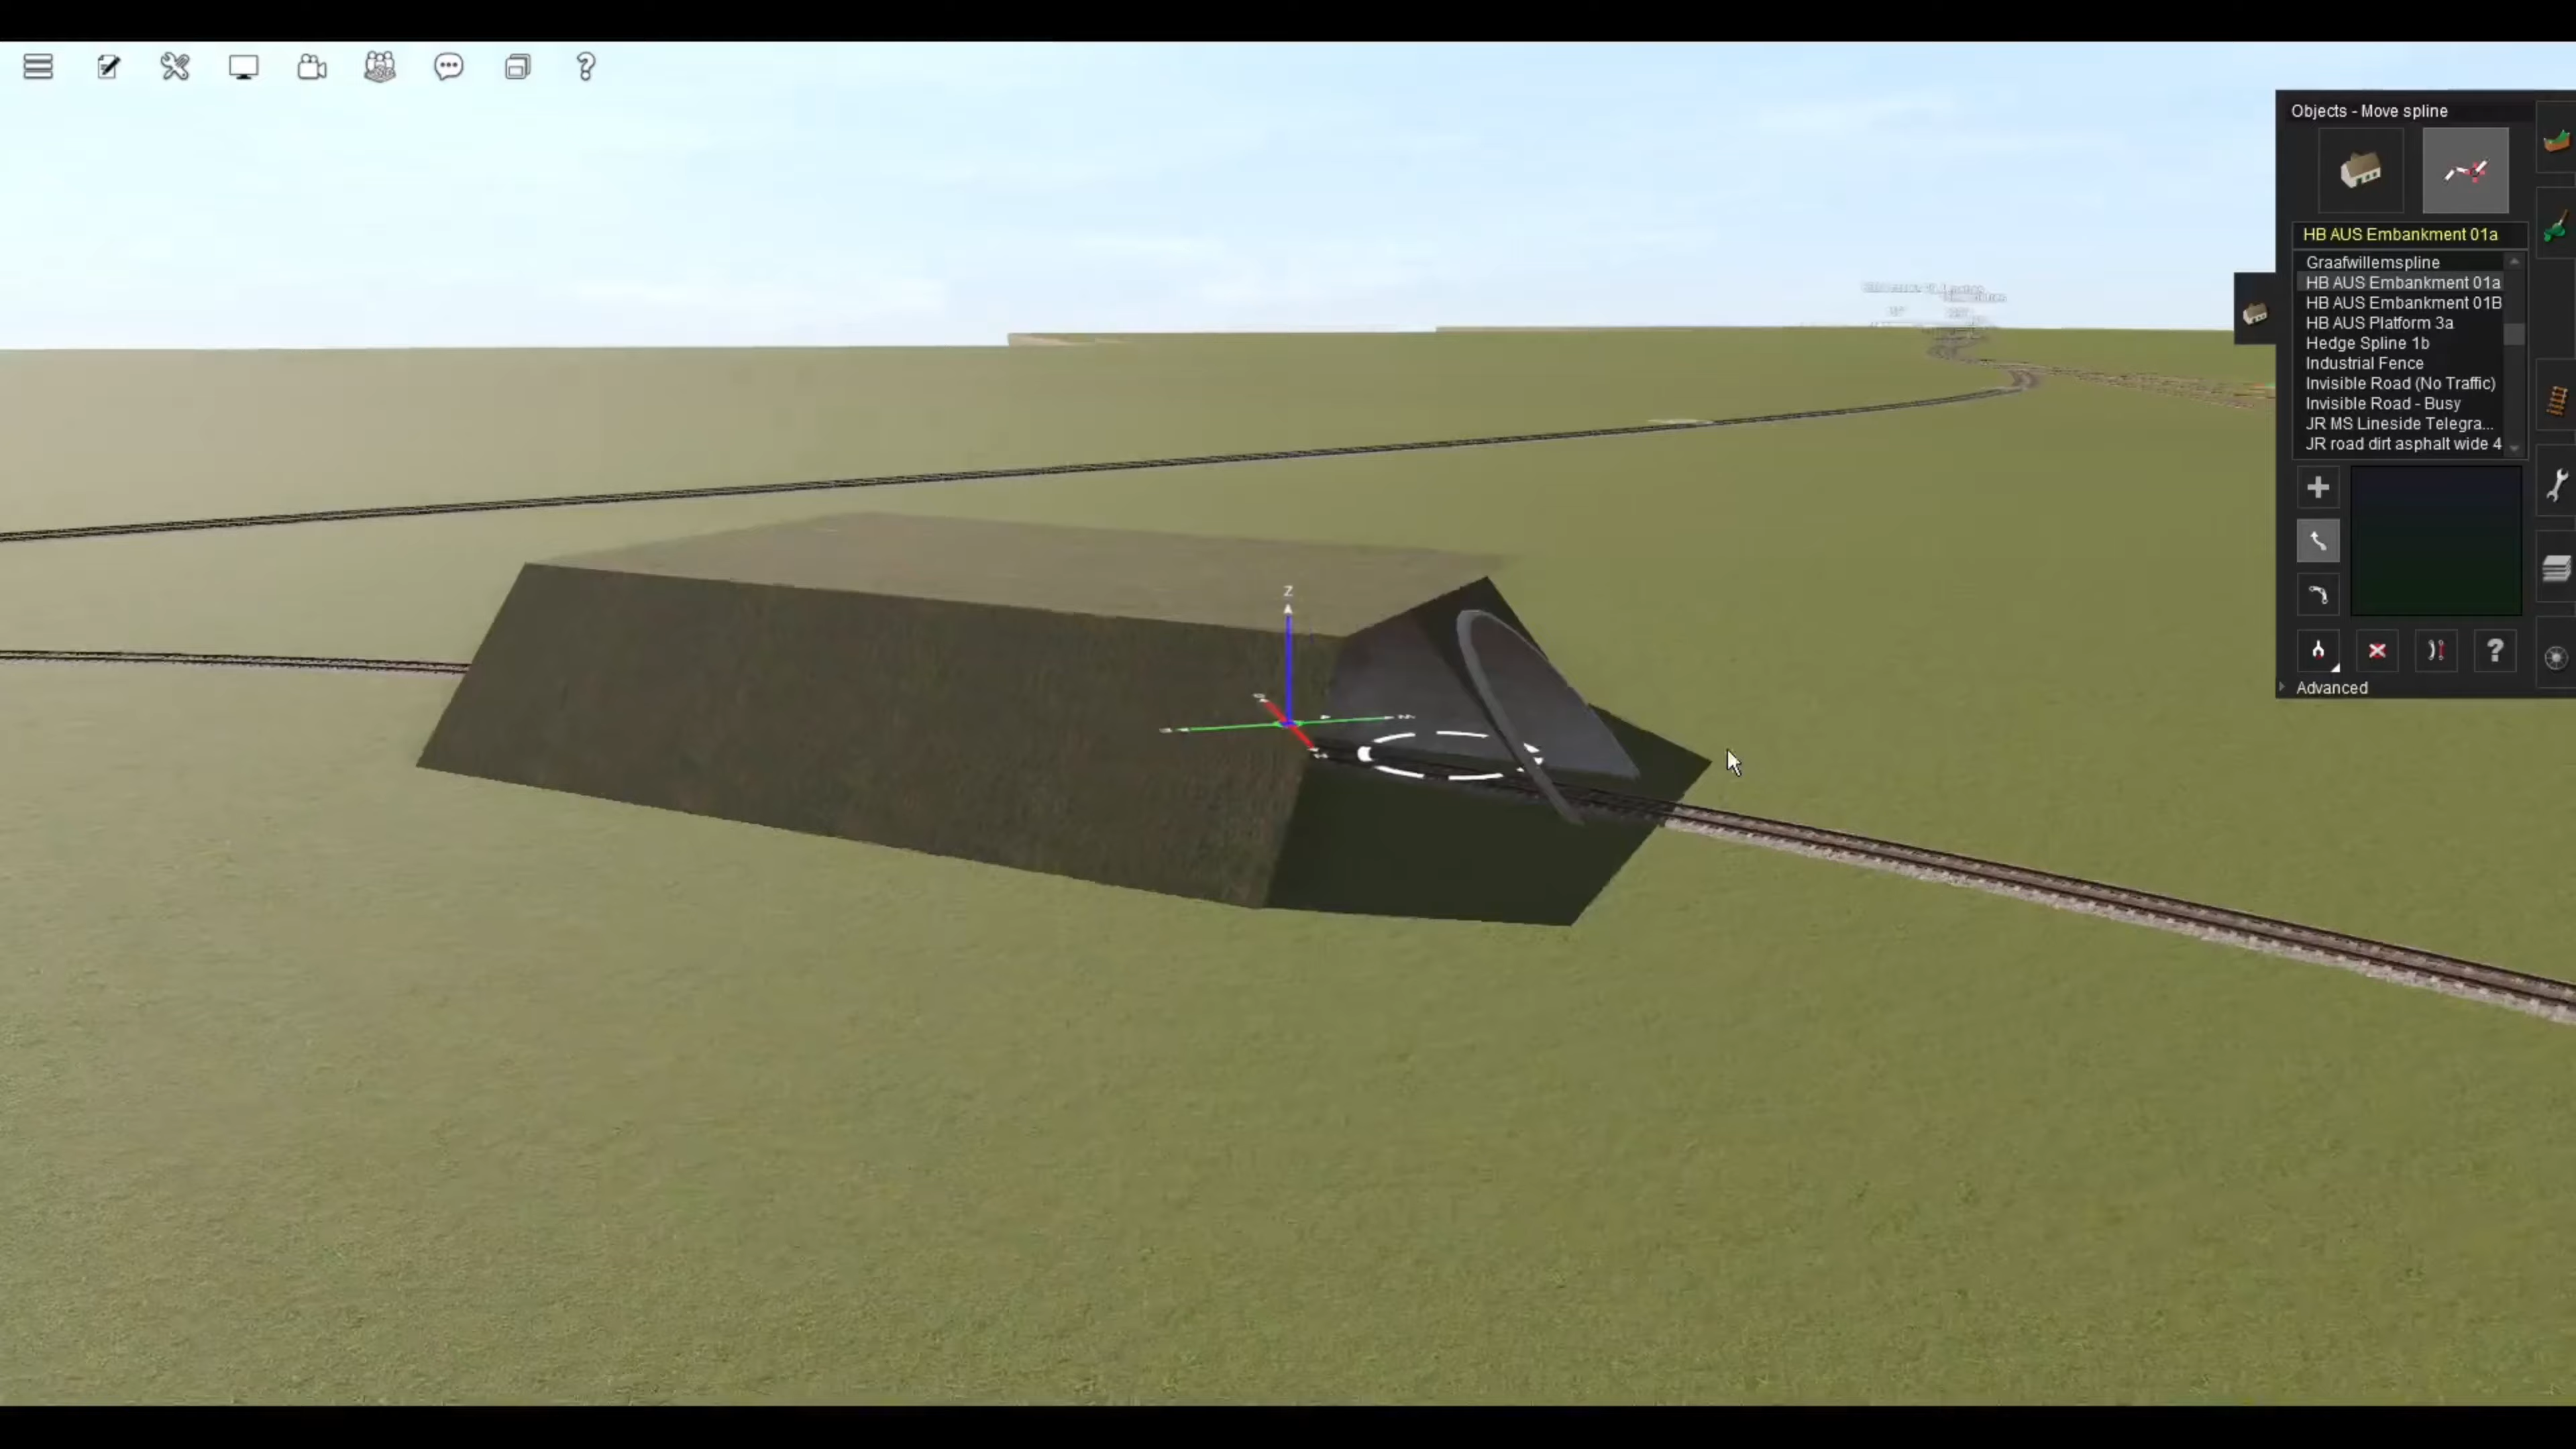 Objects - Move spline
HB AUS Embankment 01a
Graafwillemspline
HB AUS Embankment 01a
HB AUS Embankment 01B
HB AUS Platform 3a
Hedge Spline 1b
Industrial Fence
Invisible Road (No Traffic)
Invisible Road - Busy
JR MS Lineside Telegra...
JR road dirt asphalt wide 4
Advanced
Z